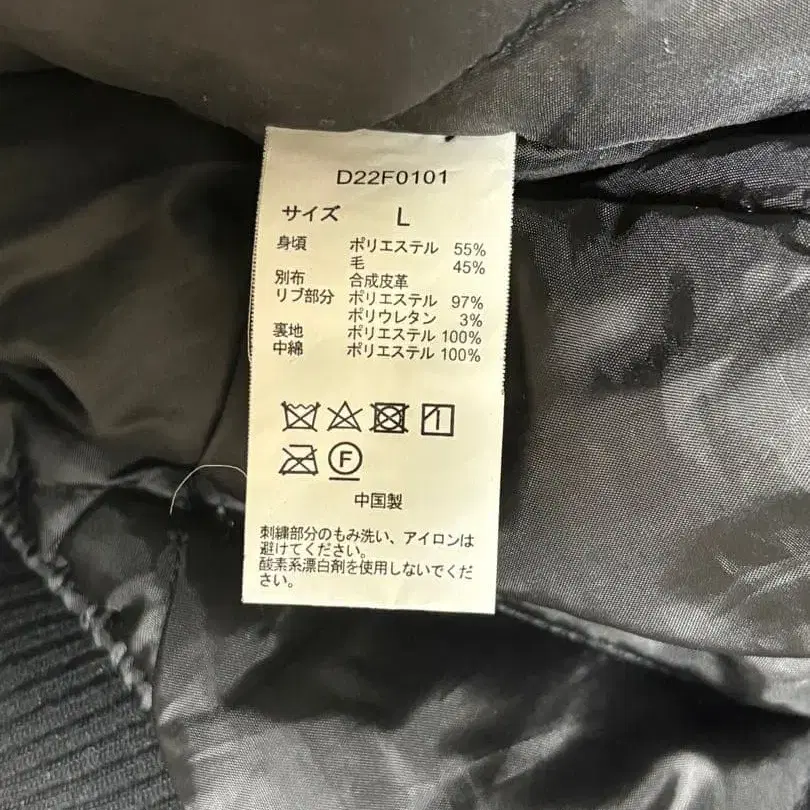 D22F0101
サイズ L
身頃 ポリエステル 55%
毛 45%
別布 合成皮革
リブ部分 ポリエステル 97%
ポリウレタン 3%
裏地 ポリエステル 100%
中綿 ポリエステル 100%
F
中国製
刺繍部分のもみ洗い、アイロンは
避けてください。
酸素系漂白剤を使用しないでくだ
さい。